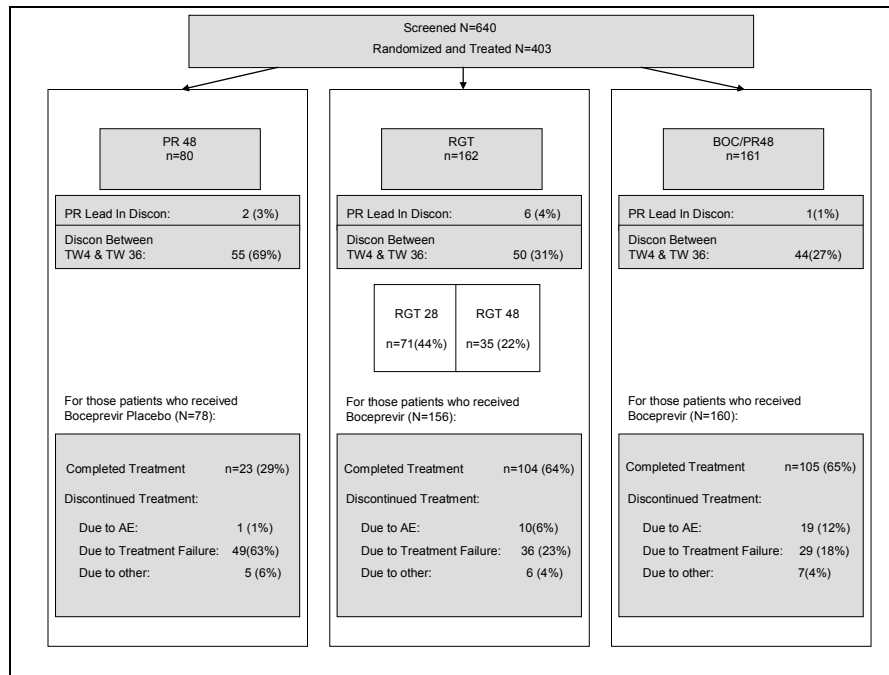 Screened N=640
Randomized and Treated N=403
PR 48
n=80
PR Lead In Discon: 2 (3%)
Discon Between
TW4 & TW 36: 55 (69%)
For those patients who received
Boceprevir Placebo (N=78):
Completed Treatment n=23 (29%)
Discontinued Treatment:
Due to AE: 1 (1%)
Due to Treatment Failure: 49(63%)
Due to other: 5 (6%)
RGT
n=162
PR Lead In Discon: 6 (4%)
Discon Between
TW4 & TW 36: 50 (31%)
RGT 28 RGT 48
n=71(44%) n=35 (22%)
For those patients who received
Boceprevir (N=156):
Completed Treatment n=104 (64%)
Discontinued Treatment:
Due to AE: 10(6%)
Due to Treatment Failure: 36 (23%)
Due to other: 6 (4%)
BOC/PR48
n=161
PR Lead In Discon: 1(1%)
Discon Between
TW4 & TW 36: 44(27%)
For those patients who received
Boceprevir (N=160):
Completed Treatment n=105 (65%)
Discontinued Treatment:
Due to AE: 19 (12%)
Due to Treatment Failure: 29 (18%)
Due to other: 7(4%)